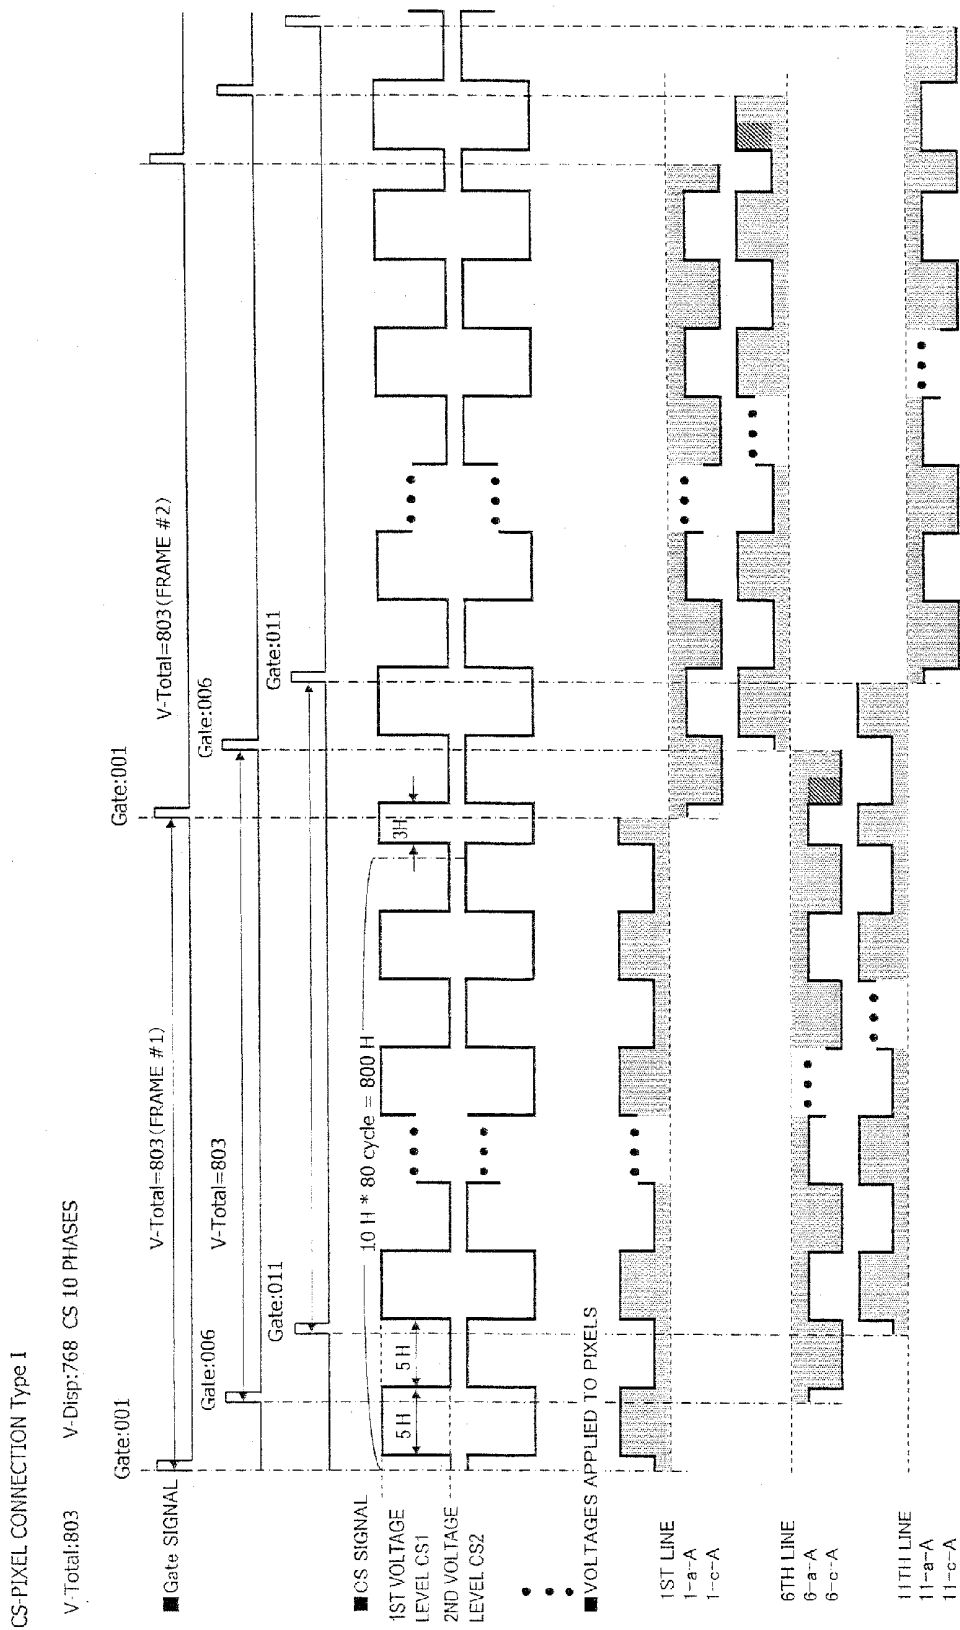 CS-PIXEL CONNECTION Type I
V-Total:803 V-Disp:768 CS 10 PHASES
■Gate SIGNAL
Gate:001
V-Total=803(FRAME #1)
Gate:001
V-Total=803(FRAME #2)
Gate:006
V-Total=803
Gate:006
Gate:011
Gate:011
■CS SIGNAL
1ST VOLTAGE
LEVEL CS1
2ND VOLTAGE
LEVEL CS2
5 H
5 H
10 H * 80 cycle = 800 H
3H
■VOLTAGES APPLIED TO PIXELS
1ST LINE
1-a-A
1-c-A
6TH LINE
6-a-A
6-c-A
11TH LINE
11-a-A
11-c-A